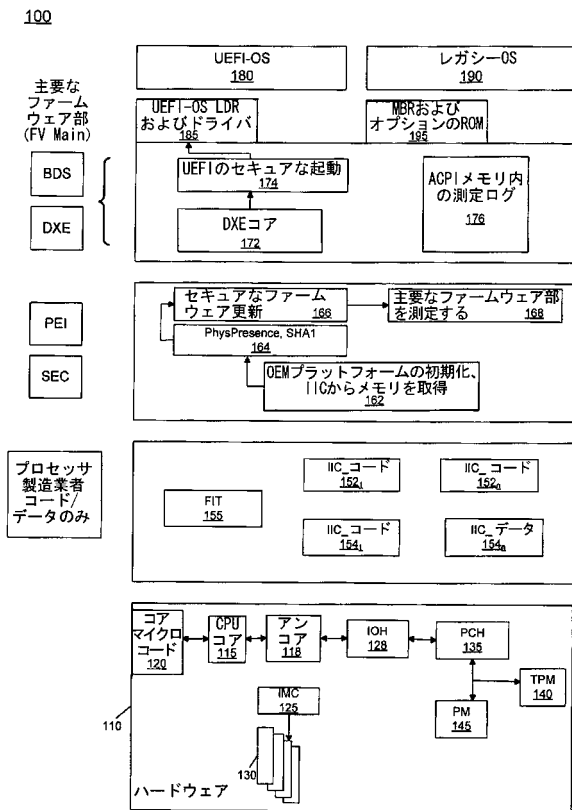 100
UEFI-OS
180
レガシーOS
190
主要な
ファーム
ウェア部
(FV Main)
UEFI-OS LDR
およびドライバ
185
MBRおよび
オプションのROM
195
BDS
DXE
UEFIのセキュアな起動
174
DXEコア
172
ACPIメモリ内
の測定ログ
176
PEI
SEC
セキュアなファーム
ウェア更新 166
主要なファームウェア部
を測定する 168
PhysPresence, SHA1
164
OEMプラットフォームの初期化、
IICからメモリを取得
162
プロセッサ
製造業者
コード/
データのみ
FIT
155
IIC_コード
152i
IIC_コード
152n
IIC_コード
154i
IIC_データ
154n
コア
マイクロ
コード
120
CPU
コア
115
アン
コア
118
IOH
128
PCH
135
TPM
140
PM
145
IMC
125
110
130
ハードウェア